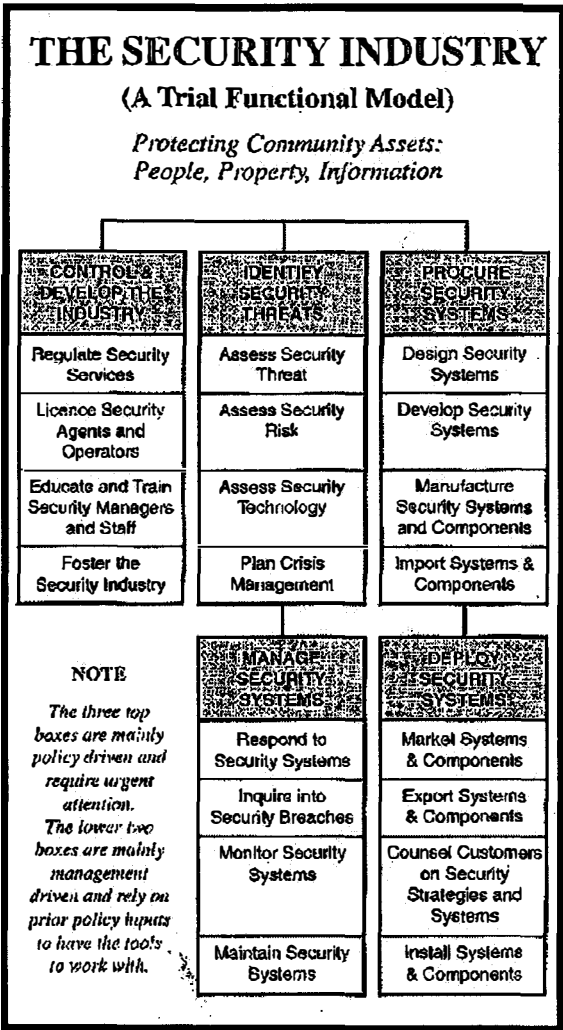 THE SECURITY INDUSTRY
(A Trial Functional Model)
Protecting Community Assets:
People, Property, Information
CONTROL &
DEVELOP THE
INDUSTRY
Regulate Security
Services
Licence Security
Agents and
Operators
Educate and Train
Security Managers
and Staff
Foster the
Security Industry
IDENTIFY
SECURITY
THREATS
Assess Security
Threat
Assess Security
Risk
Assess Security
Technology
Plan Crisis
Management
PROCURE
SECURITY
SYSTEMS
Design Security
Systems
Develop Security
Systems
Manufacture
Security Systems
and Components
Import Systems &
Components
NOTE
The three top
boxes are mainly
policy driven and
require urgent
attention.
The lower two
boxes are mainly
management
driven and rely on
prior policy inputs
to have the tools
to work with.
MANAGE
SECURITY
SYSTEMS
Respond to
Security Systems
Inquire into
Security Breaches
Monitor Security
Systems
Maintain Security
Systems
DEPLOY
SECURITY
SYSTEMS
Market Systems
& Components
Export Systems
& Components
Counsel Customers
on Security
Strategies and
Systems
Install Systems
& Components